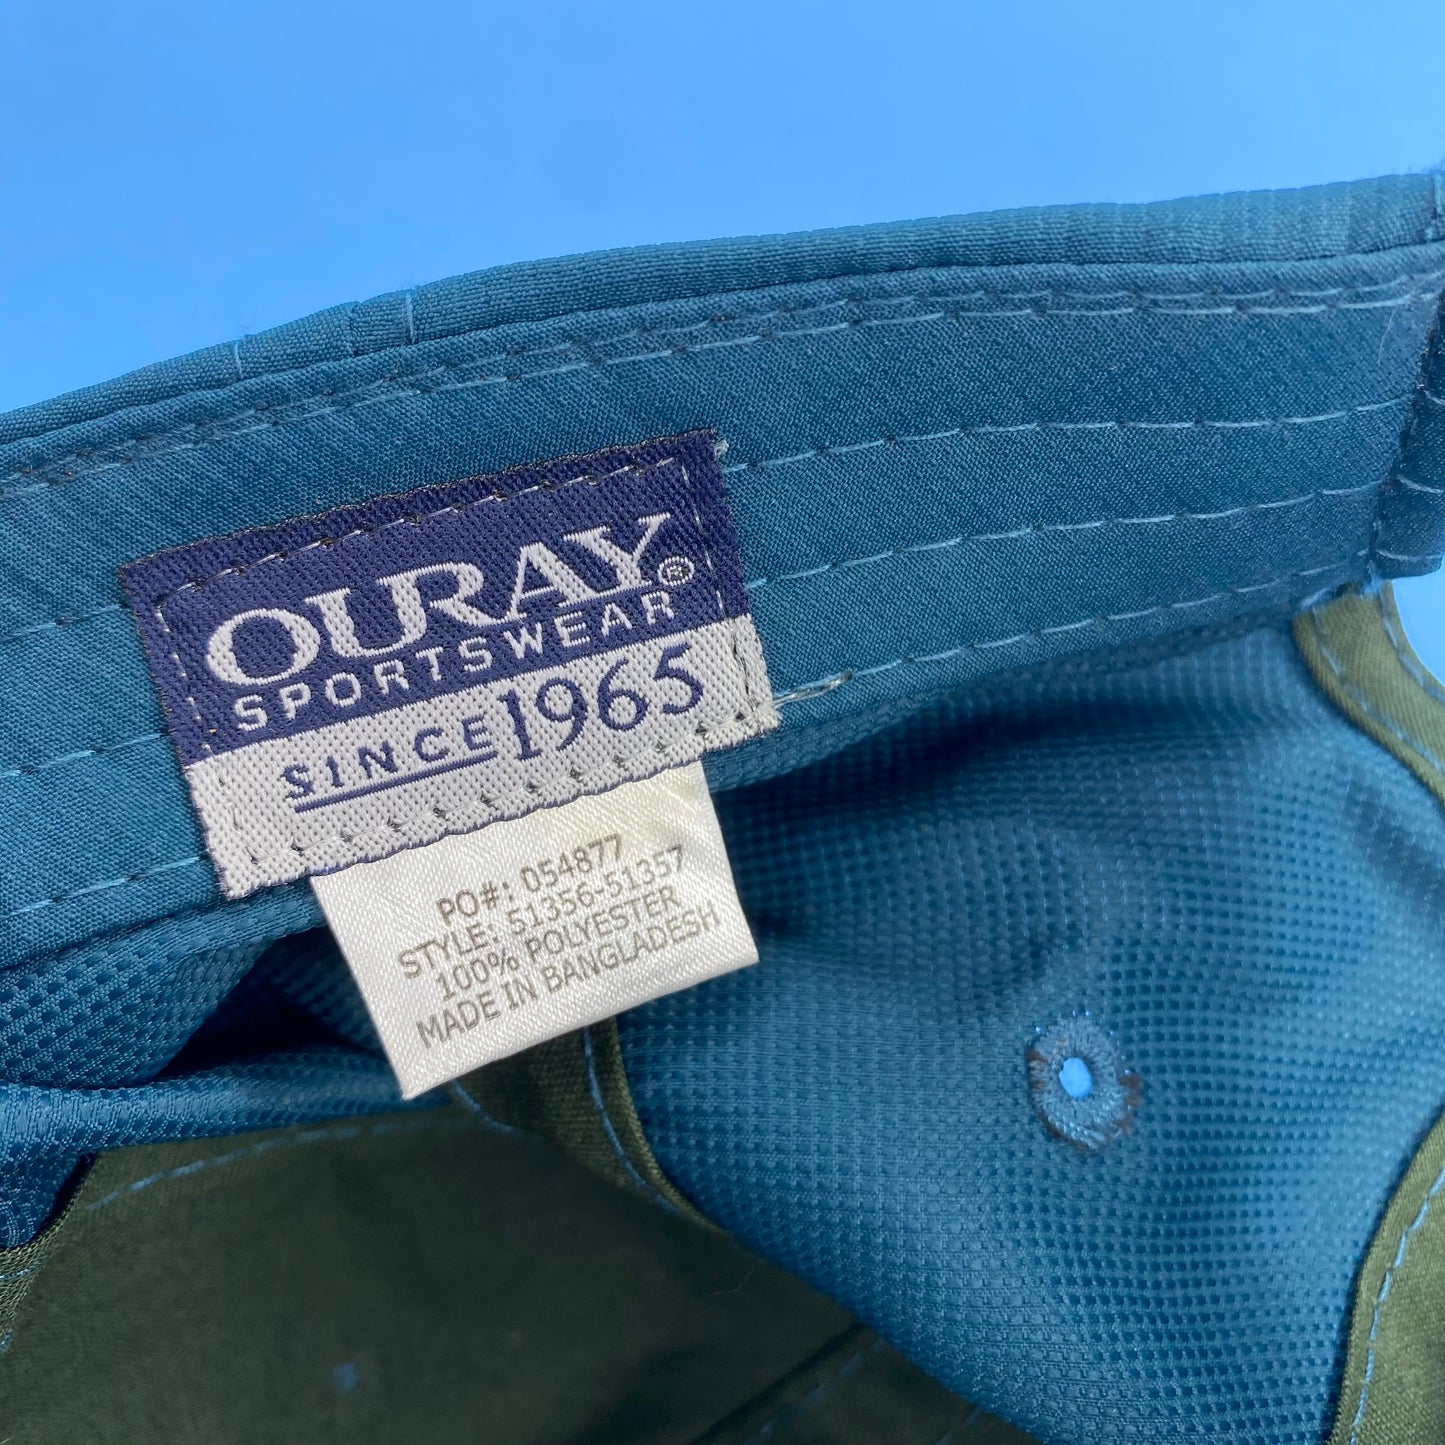 OURAY®
SPORTSWEAR
SINCE 1965
PO#: 054877
STYLE: 51356-51357
100% POLYESTER
MADE IN BANGLADESH